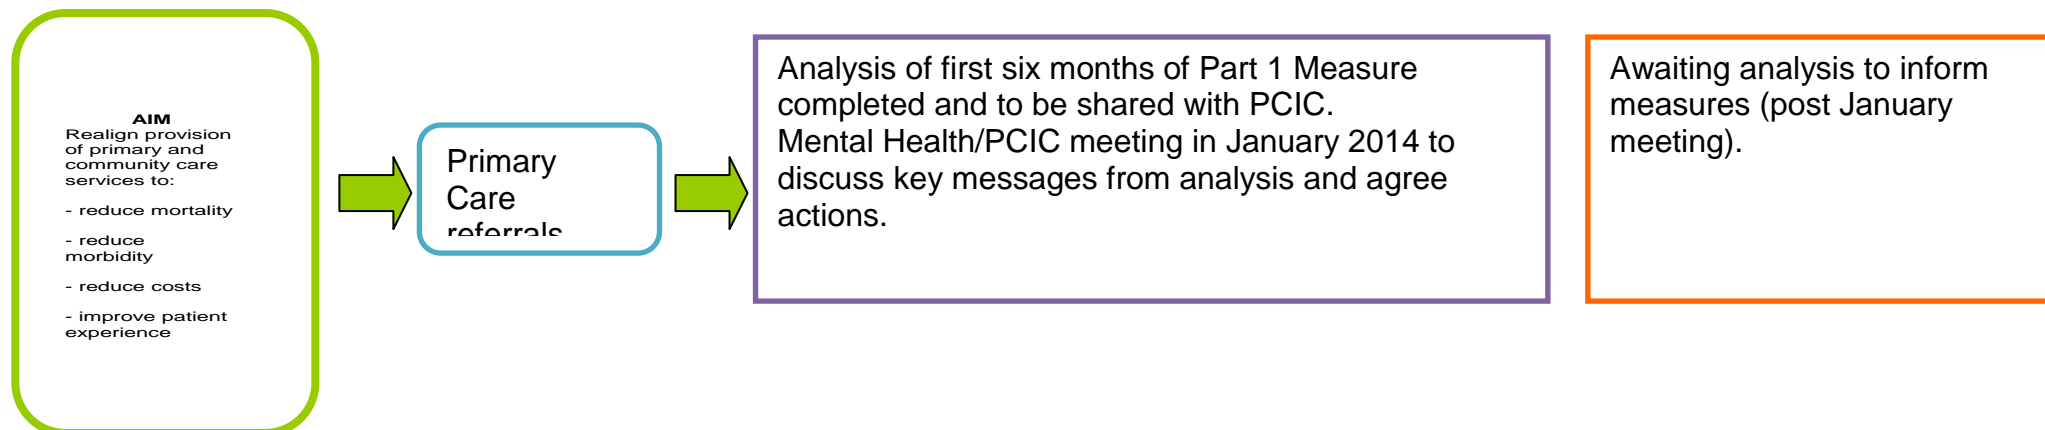 AIM
Realign provision
of primary and
community care
services to:
- reduce mortality
- reduce
morbidity
- reduce costs
- improve patient
experience
Primary
Care
referrals
Analysis of first six months of Part 1 Measure
completed and to be shared with PCIC.
Mental Health/PCIC meeting in January 2014 to
discuss key messages from analysis and agree
actions.
Awaiting analysis to inform
measures (post January
meeting).